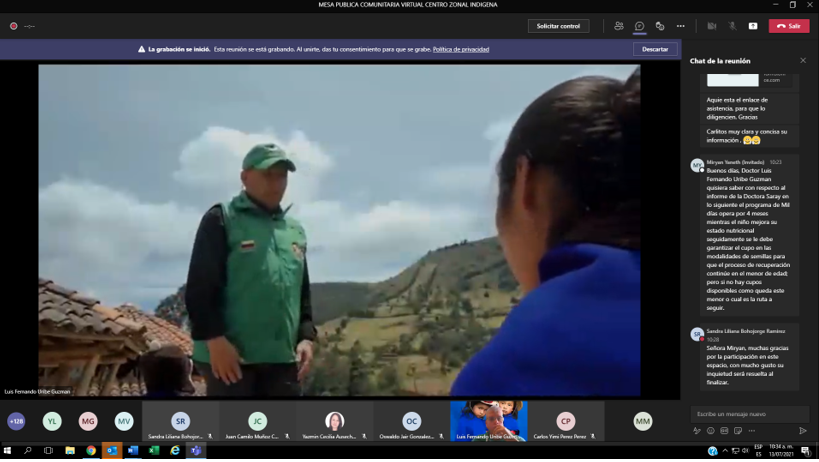 MESA PUBLICA COMUNITARIA VIRTUAL CENTRO ZONAL INDIGENA
Solicitar control
Salir
La grabación se inició. Esta reunión se está grabando. Al unirte, das tu consentimiento para que se grabe. Política de privacidad
Descartar
Chat de la reunión
os.com
Aquie esta el enlace de
asistencia, para que lo
diligencien. Gracias
Carlitos muy clara y concisa su
información .
MY
Miryan Yaneth (Invitado) 10:23
Buenos días, Doctor Luis
Fernando Uribe Guzman
quisiera saber con respecto al
informe de la Doctora Saray en
lo siguiente el programa de Mil
días opera por 4 meses
mientras el niño mejora su
estado nutricional
seguidamente se le debe
garantizar el cupo en las
modalidades de semillas para
que el proceso de recuperación
continúe en el menor de edad;
pero si no hay cupos
disponibles como queda este
menor o cual es la ruta a
seguir.
SR
Sandra Liliana Bohojorge Ramirez
10:28
Señora Miryan, muchas gracias
por la participación en este
espacio, con mucho gusto su
inquietud será resuelta al
finalizar.
Luis Fernando Uribe Guzman
+128
YL
MG
MV
SR
Sandra Liliana Bohojor...
JC
Juan Camilo Muñoz C...
Yazmin Cecilia Ausech...
OC
Oswaldo Jair Gonzalez...
Luis Fernando Uribe Guz...
CP
Carlos Yeni Perez Perez
MM
Escribe un mensaje nuevo
ESP
ES
10:34 a. m.
13/07/2021